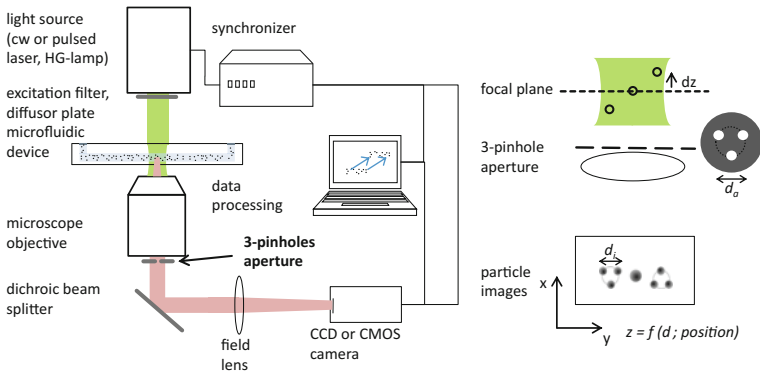 light source
(cw or pulsed
laser, HG-lamp)
synchronizer
excitation filter,
diffusor plate
microfluidic
device
data
processing
microscope
objective
3-pinholes
aperture
dichroic beam
splitter
field
lens
CCD or CMOS
camera
focal plane
dz
3-pinhole
aperture
dₐ
dᵢ
particle
images
x
y
z = f (d ; position)